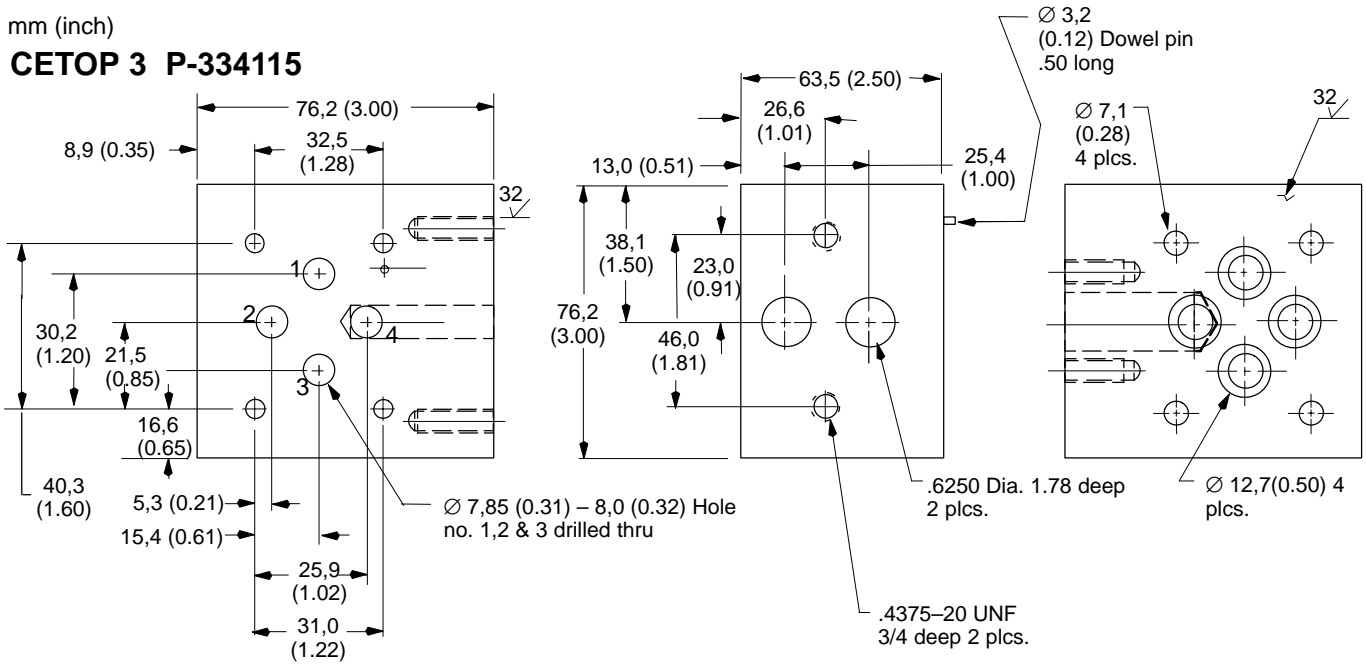 mm (inch)
CETOP 3 P-334115
76,2 (3.00)
8,9 (0.35)
32,5
(1.28)
32
1
2
4
3
30,2
(1.20)
21,5
(0.85)
16,6
(0.65)
40,3
(1.60)
5,3 (0.21)
15,4 (0.61)
25,9
(1.02)
31,0
(1.22)
Ø 7,85 (0.31) – 8,0 (0.32) Hole
no. 1,2 & 3 drilled thru
63,5 (2.50)
26,6
(1.01)
13,0 (0.51)
25,4
(1.00)
38,1
(1.50)
23,0
(0.91)
76,2
(3.00)
46,0
(1.81)
.6250 Dia. 1.78 deep
2 plcs.
.4375–20 UNF
3/4 deep 2 plcs.
Ø 3,2
(0.12) Dowel pin
.50 long
Ø 7,1
(0.28)
4 plcs.
32
Ø 12,7(0.50) 4
plcs.